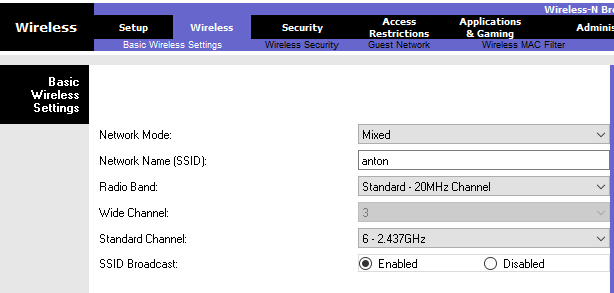 Wireless-N Bro
Wireless
Setup Wireless Security Access Restrictions Applications & Gaming Adminis
Basic Wireless Settings Wireless Security Guest Network Wireless MAC Filter
Basic
Wireless
Settings
Network Mode: Mixed
Network Name (SSID): anton
Radio Band: Standard - 20MHz Channel
Wide Channel: 3
Standard Channel: 6 - 2.437GHz
SSID Broadcast: Enabled Disabled